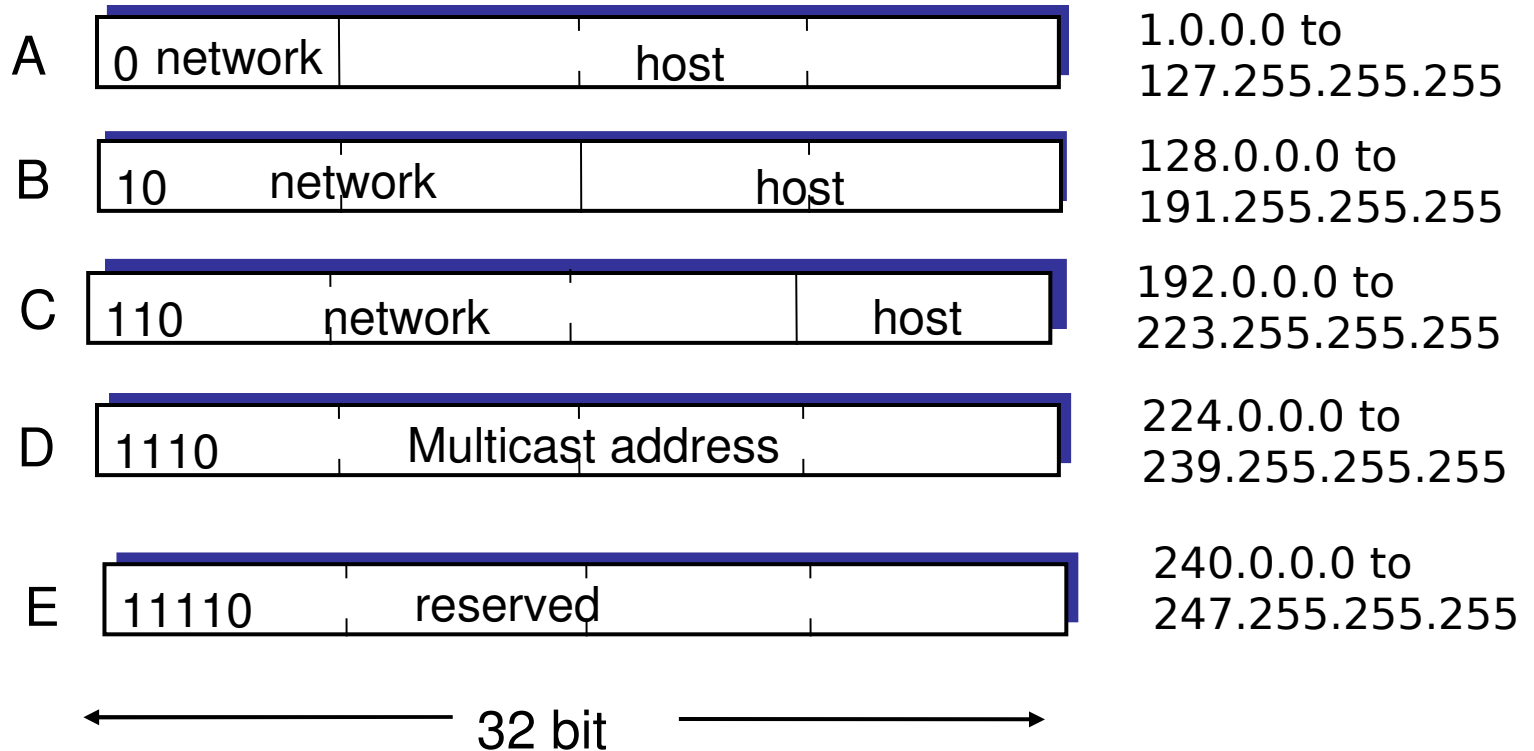 A
0 network
host
1.0.0.0 to
127.255.255.255
B
10
network
host
128.0.0.0 to
191.255.255.255
C
110
network
host
192.0.0.0 to
223.255.255.255
D
1110
Multicast address
224.0.0.0 to
239.255.255.255
E
11110
reserved
240.0.0.0 to
247.255.255.255
32 bit